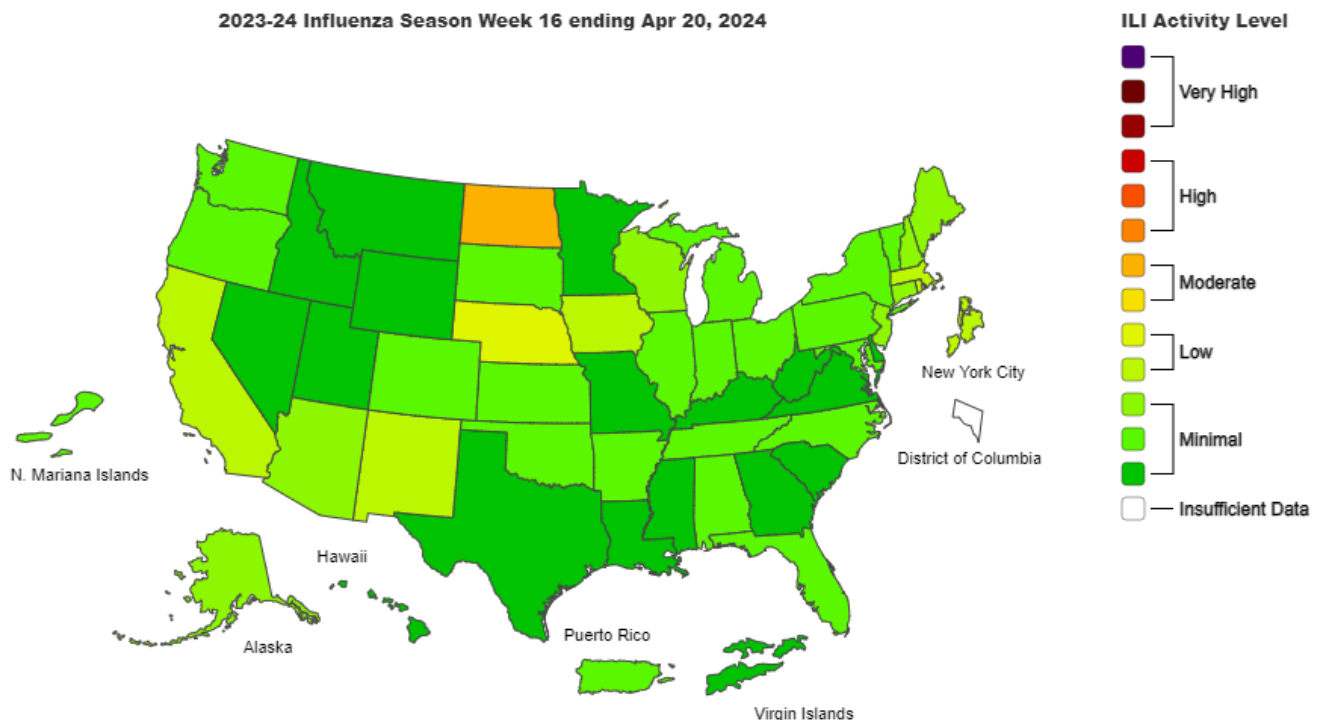 2023-24 Influenza Season Week 16 ending Apr 20, 2024
ILI Activity Level
Very High
High
Moderate
Low
Minimal
Insufficient Data
New York City
District of Columbia
N. Mariana Islands
Hawaii
Alaska
Puerto Rico
Virgin Islands